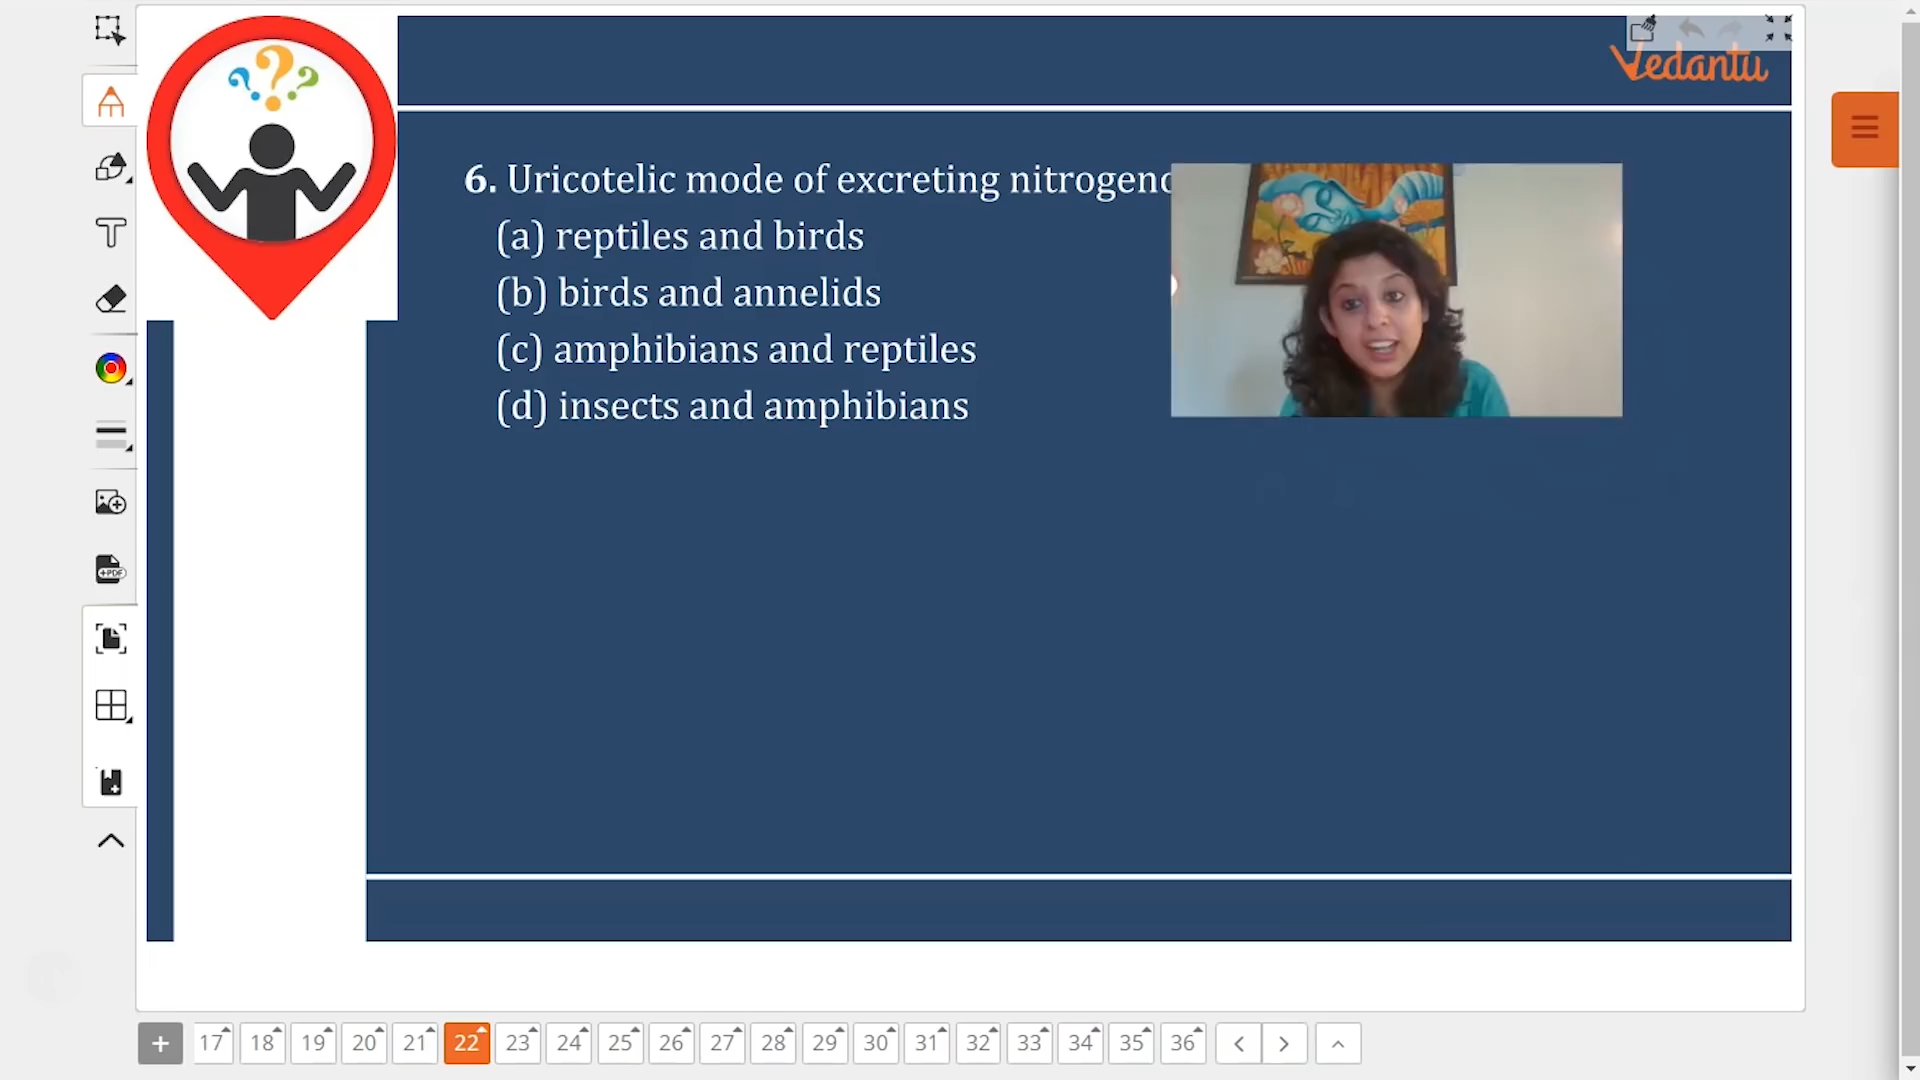 Vedantu
6. Uricotelic mode of excreting nitrogeno
(a) reptiles and birds
(b) birds and annelids
(c) amphibians and reptiles
(d) insects and amphibians
+PDF
+ 17 18 19 20 21 22 23 24 25 26 27 28 29 30 31 32 33 34 35 36